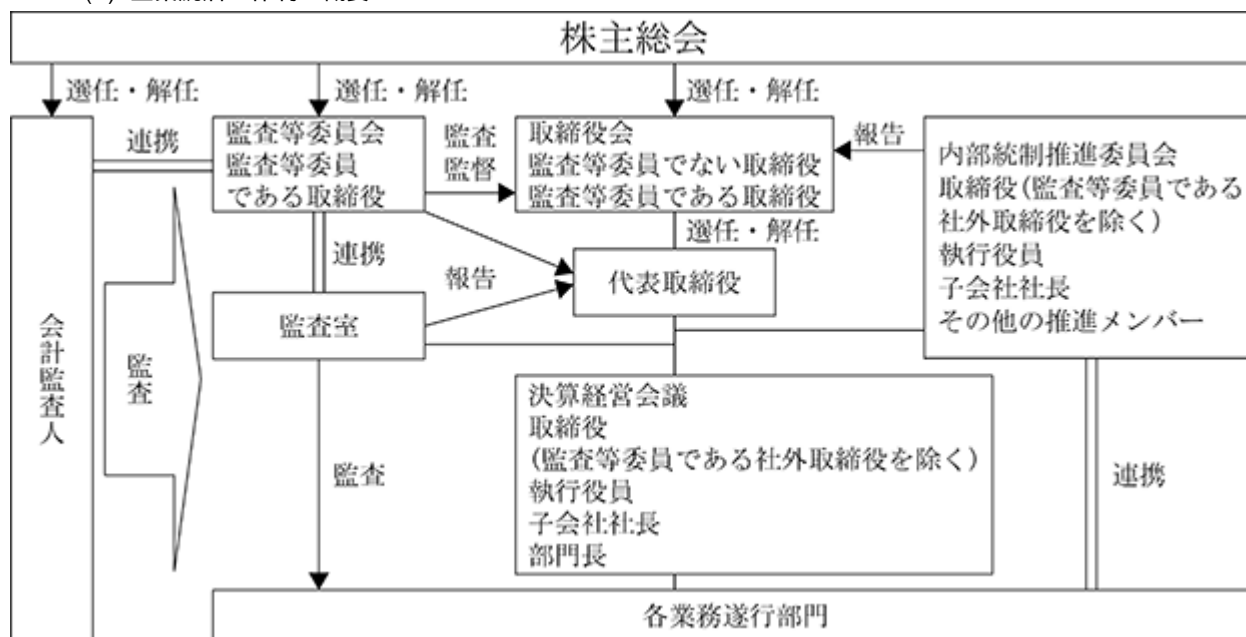 株主総会
選任・解任
選任・解任
選任・解任
連携
監査等委員会
監査等委員
である取締役
監査
監督
取締役会
監査等委員でない取締役
監査等委員である取締役
報告
内部統制推進委員会
取締役(監査等委員である
社外取締役を除く)
執行役員
子会社社長
その他の推進メンバー
選任・解任
連携
報告
代表取締役
監査室
会計監査人
監査
決算経営会議
取締役
(監査等委員である社外取締役を除く)
執行役員
子会社社長
部門長
監査
連携
各業務遂行部門